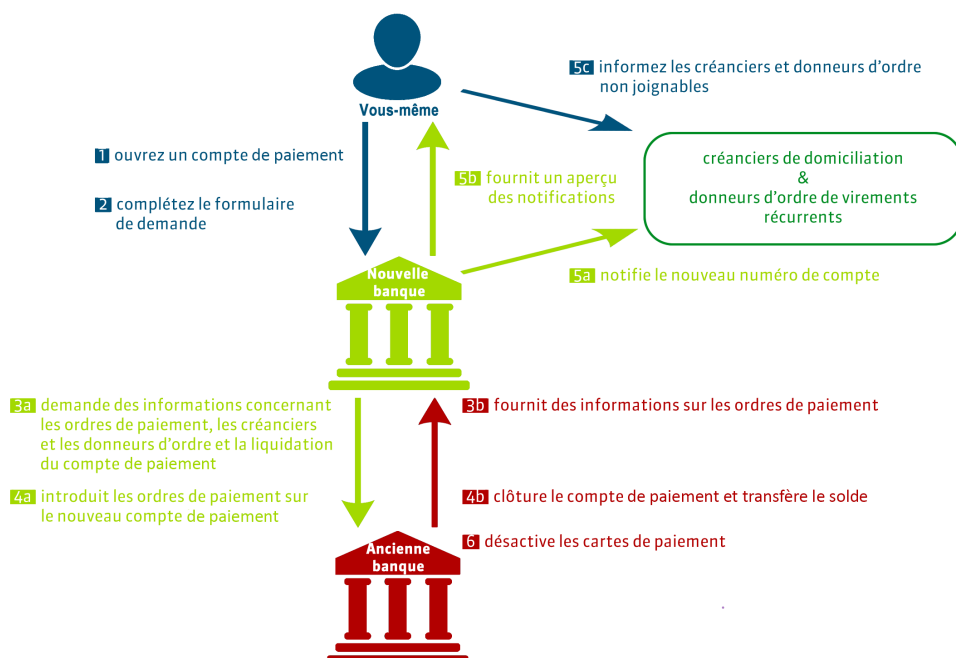 Vous-même
5c informez les créanciers et donneurs d'ordre
non joignables
1 ouvrez un compte de paiement
2 complétez le formulaire
de demande
5b fournit un aperçu
des notifications
créanciers de domiciliation
&
donneurs d'ordre de virements
récurrents
5a notifie le nouveau numéro de compte
Nouvelle
banque
3a demande des informations concernant
les ordres de paiement, les créanciers
et les donneurs d'ordre et la liquidation
du compte de paiement
4a introduit les ordres de paiement sur
le nouveau compte de paiement
3b fournit des informations sur les ordres de paiement
4b clôture le compte de paiement et transfère le solde
6 désactive les cartes de paiement
Ancienne
banque